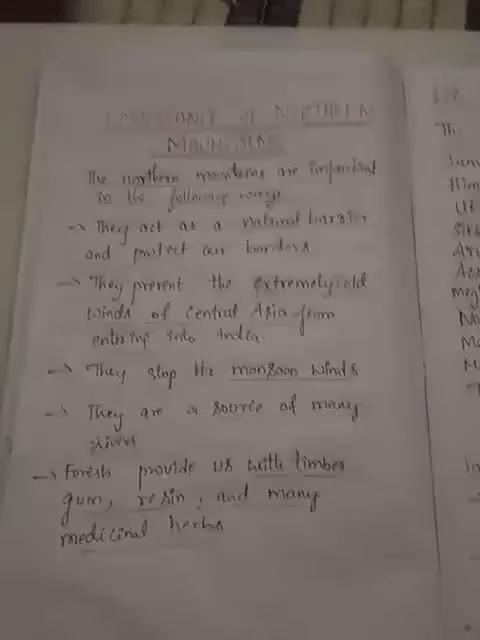 IMPORTANCE OF NORTHERN
MOUNTAINS
The northern mountains are important
in the following ways
→ They act as a natural barrier
and protect our borders
→ They prevent the extremely cold
winds of Central Asia from
entering into India.
→ They stop the monsoon winds
→ They are a source of many
rivers
→ Forests provide us with timber
gum, resin, and many
medicinal herbs
Th